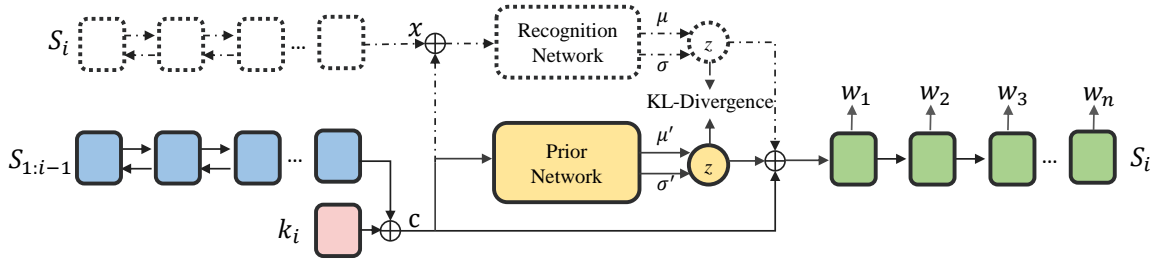 S_i
...
x
Recognition
Network
μ
σ
z
KL-Divergence
S_{1:i−1}
...
Prior
Network
μ′
σ′
z
w_1
w_2
w_3
w_n
...
S_i
k_i
c